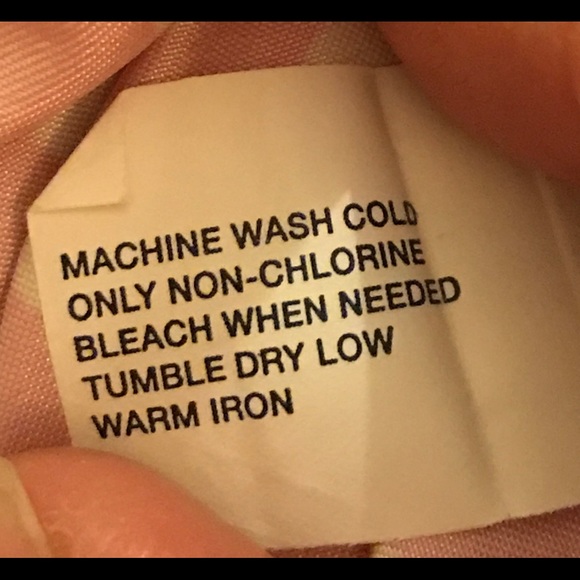 MACHINE WASH COLD
ONLY NON-CHLORINE
BLEACH WHEN NEEDED
TUMBLE DRY LOW
WARM IRON